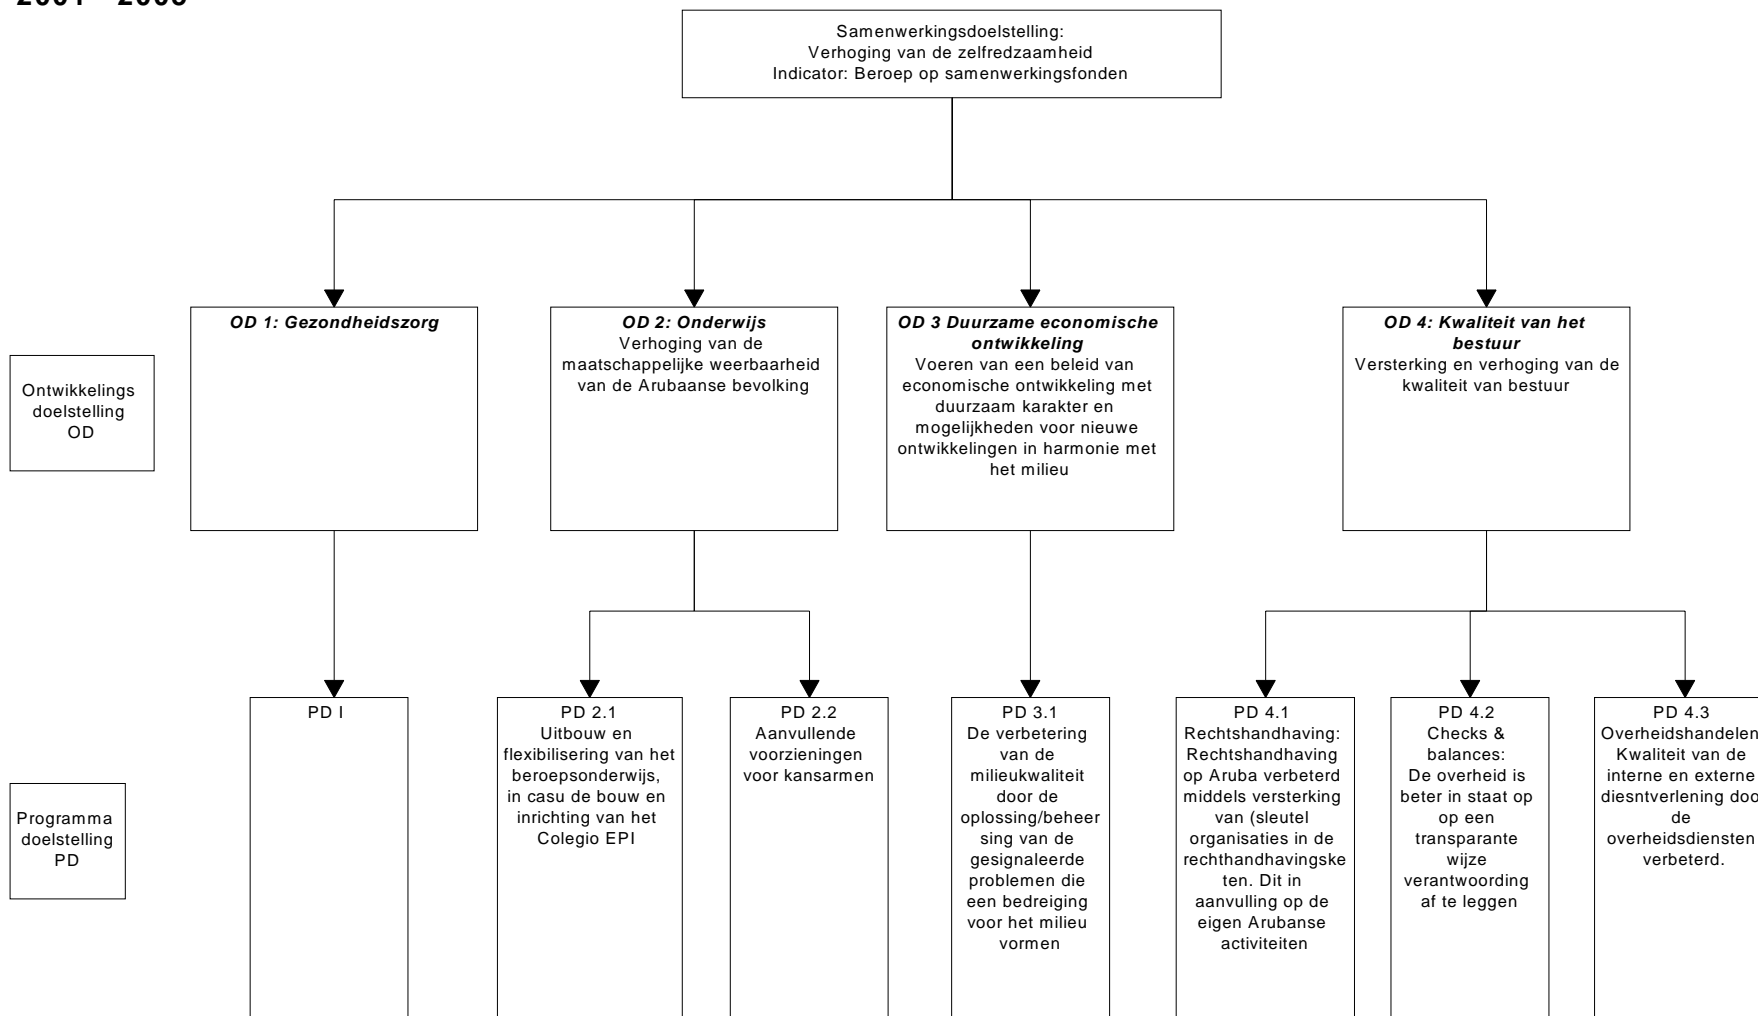 Samenwerkingsdoelstelling:
Verhoging van de zelfredzaamheid
Indicator: Beroep op samenwerkingsfonden
OD 1: Gezondheidszorg
OD 2: Onderwijs
Verhoging van de
maatschappelijke weerbaarheid
van de Arubaanse bevolking
OD 3 Duurzame economische
ontwikkeling
Voeren van een beleid van
economische ontwikkeling met
duurzaam karakter en
mogelijkheden voor nieuwe
ontwikkelingen in harmonie met
het milieu
OD 4: Kwaliteit van het
bestuur
Versterking en verhoging van de
kwaliteit van bestuur
Ontwikkelings
doelstelling
OD
PD I
PD 2.1
Uitbouw en
flexibilisering van het
beroepsonderwijs,
in casu de bouw en
inrichting van het
Colegio EPI
PD 2.2
Aanvullende
voorzieningen
voor kansarmen
PD 3.1
De verbetering
van de
milieukwaliteit
door de
oplossing/beheer
sing van de
gesignaleerde
problemen die
een bedreiging
voor het milieu
vormen
PD 4.1
Rechtshandhaving:
Rechtshandhaving
op Aruba verbeterd
middels versterking
van (sleutel
organisaties in de
rechthandhavingske
ten. Dit in
aanvulling op de
eigen Arubanse
activiteiten
PD 4.2
Checks &
balances:
De overheid is
beter in staat op
op een
transparante
wijze
verantwoording
af te leggen
PD 4.3
Overheidshandelen
Kwaliteit van de
interne en externe
diesntverlening doo
de
overheidsdiensten
verbeterd.
Programma
doelstelling
PD